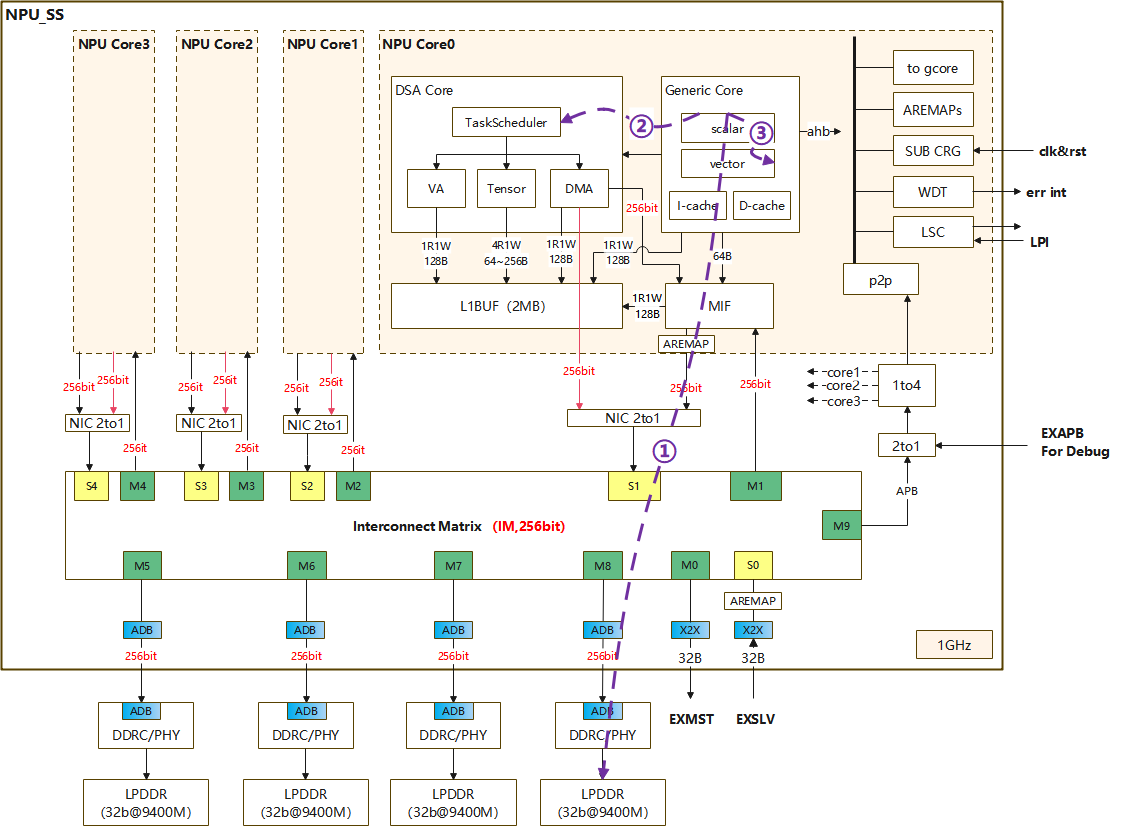 NPU_SS
NPU Core3
NPU Core2
NPU Core1
NPU Core0
DSA Core
TaskScheduler
VA
Tensor
DMA
Generic Core
scalar
vector
I-cache
D-cache
②
③
ahb
to gcore
AREMAPs
SUB CRG
clk&rst
WDT
err int
LSC
LPI
p2p
256bit
1R1W
128B
4R1W
64~256B
1R1W
128B
1R1W
128B
64B
L1BUF（2MB）
1R1W
128B
MIF
AREMAP
256bit
256bit
256bit
256bit
256bit
256it
256it
256it
256it
NIC 2to1
NIC 2to1
NIC 2to1
NIC 2to1
256it
256it
256it
core1
core2
core3
1to4
2to1
EXAPB
For Debug
APB
①
S4
M4
S3
M3
S2
M2
S1
M1
Interconnect Matrix （IM,256bit)
M9
M5
M6
M7
M8
M0
S0
AREMAP
ADB
ADB
ADB
ADB
X2X
X2X
256bit
256bit
256bit
256bit
32B
32B
1GHz
EXMST
EXSLV
ADB
DDRC/PHY
ADB
DDRC/PHY
ADB
DDRC/PHY
ADB
DDRC/PHY
LPDDR
(32b@9400M)
LPDDR
(32b@9400M)
LPDDR
(32b@9400M)
LPDDR
(32b@9400M)